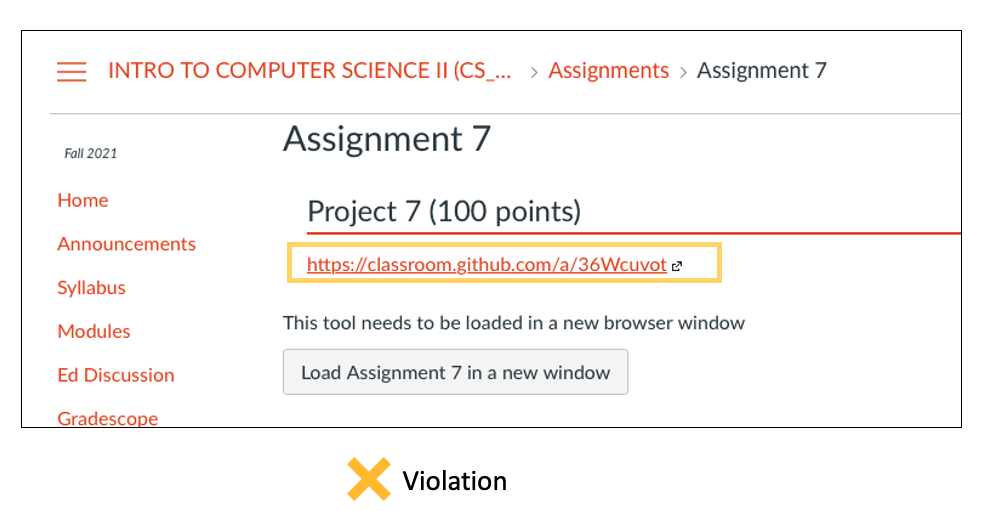 INTRO TO COMPUTER SCIENCE II (CS_... > Assignments > Assignment 7
Fall 2021
Assignment 7
Home
Project 7 (100 points)
Announcements
https://classroom.github.com/a/36Wcuvot
Syllabus
This tool needs to be loaded in a new browser window
Modules
Ed Discussion
Load Assignment 7 in a new window
Gradescope
Violation